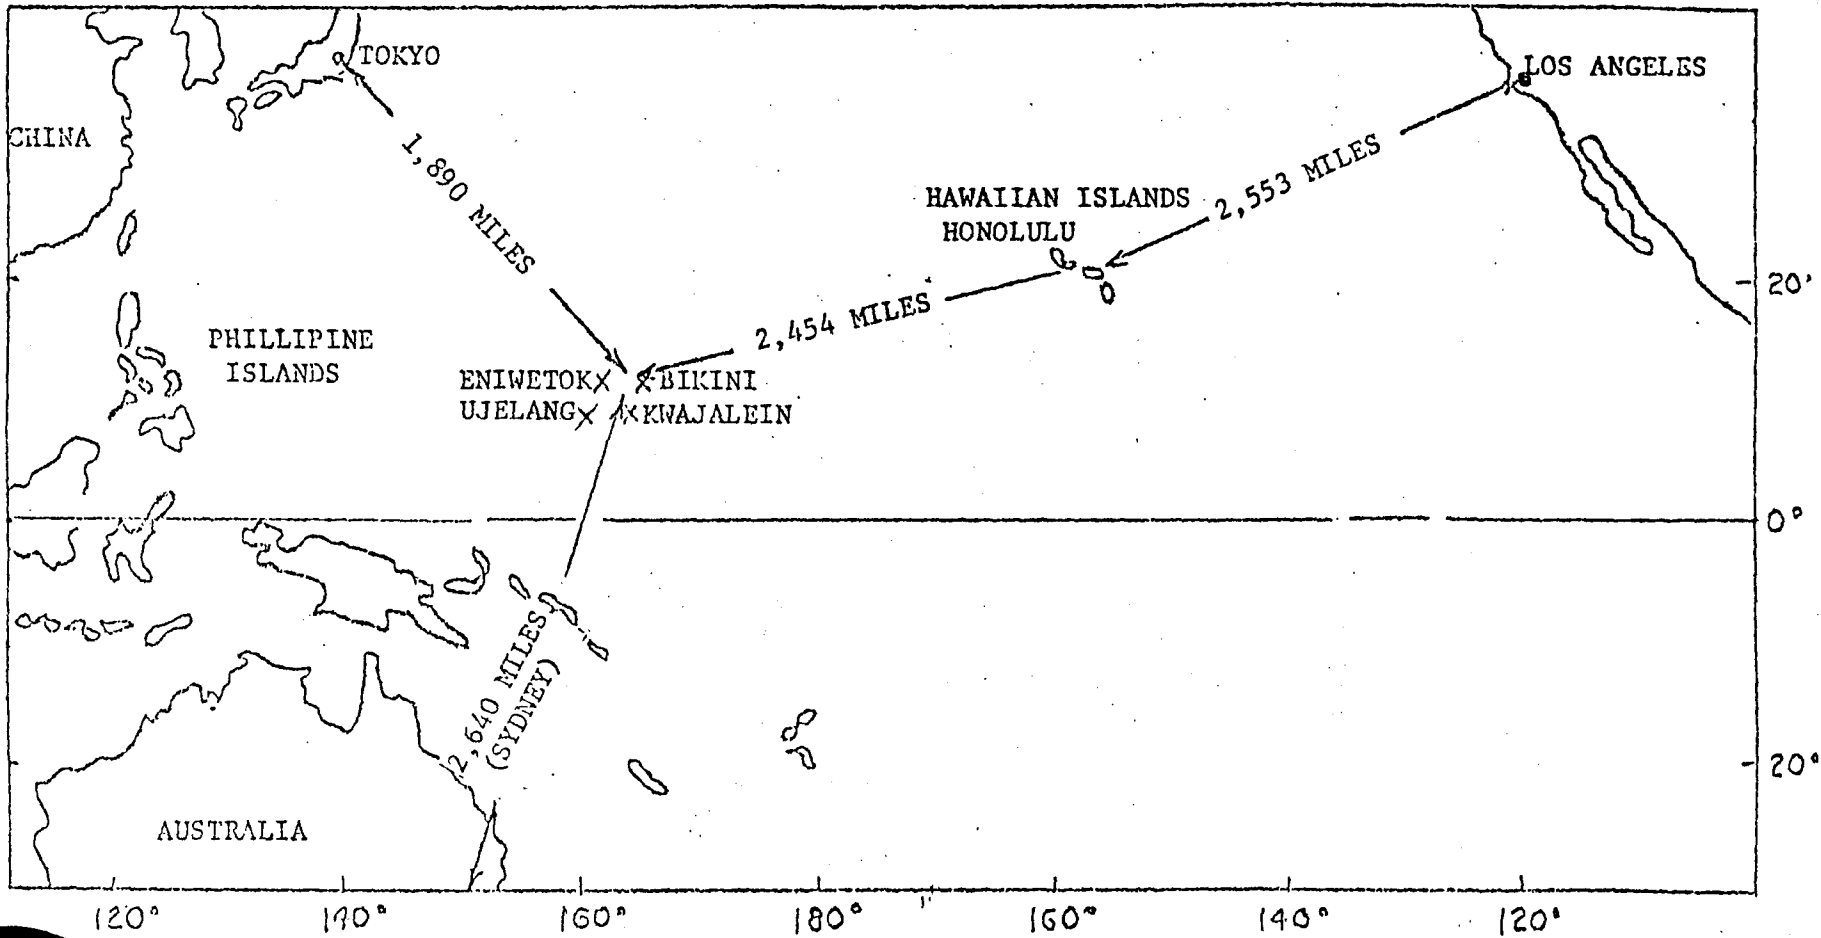 TOKYO
LOS ANGELES
CHINA
1,890 MILES
2,553 MILES
HAWAIIAN ISLANDS
HONOLULU
20'
2,454 MILES
PHILLIPINE
ISLANDS
ENIWETOK
BIKINI
UJELANG
KWAJALEIN
0°
2,640 MILES
(SYDNEY)
20°
AUSTRALIA
120°
140°
160°
180°
160°
140°
120°